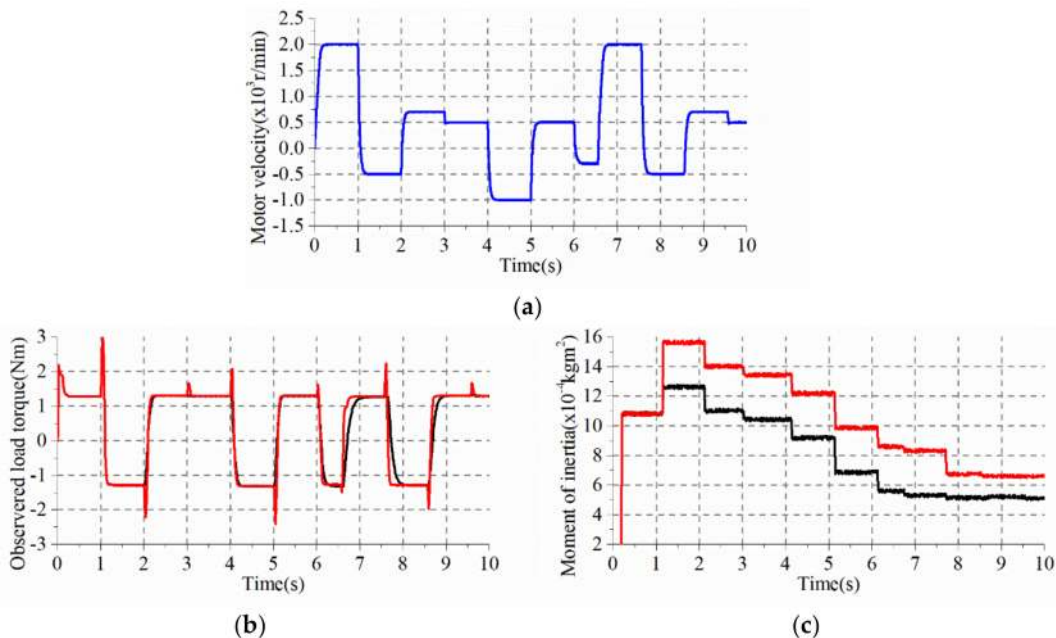 2.5
2.0
1.5
1.0
0.5
0.0
-0.5
-1.0
-1.5
Motor velocity(x10³r/min)
0 1 2 3 4 5 6 7 8 9 10
Time(s)
(a)
3
2
1
0
-1
-2
-3
Observered load torque(Nm)
0 1 2 3 4 5 6 7 8 9 10
Time(s)
(b)
16
14
12
10
8
6
4
2
Moment of inertia(x10⁻⁴kgm²)
0 1 2 3 4 5 6 7 8 9 10
Time(s)
(c)